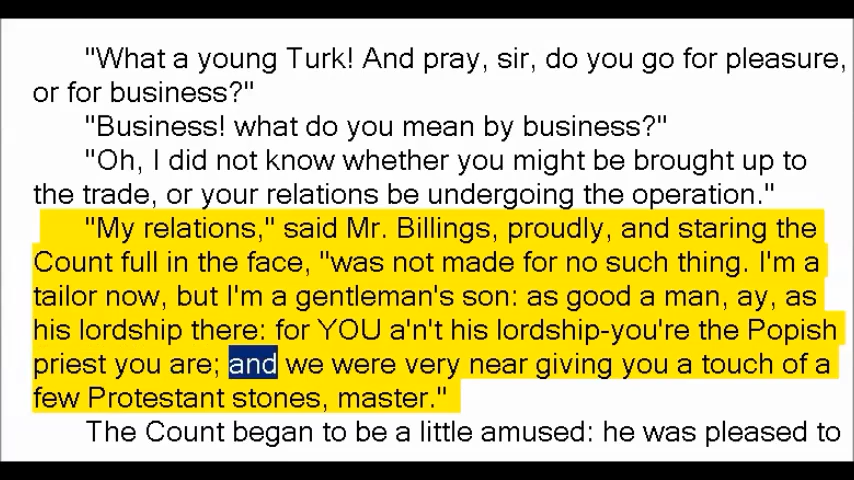 "What a young Turk! And pray, sir, do you go for pleasure,
or for business?"
"Business! what do you mean by business?"
"Oh, I did not know whether you might be brought up to
the trade, or your relations be undergoing the operation."
"My relations," said Mr. Billings, proudly, and staring the
Count full in the face, "was not made for no such thing. I'm a
tailor now, but I'm a gentleman's son: as good a man, ay, as
his lordship there: for YOU a'n't his lordship-you're the Popish
priest you are; and we were very near giving you a touch of a
few Protestant stones, master."
The Count began to be a little amused: he was pleased to